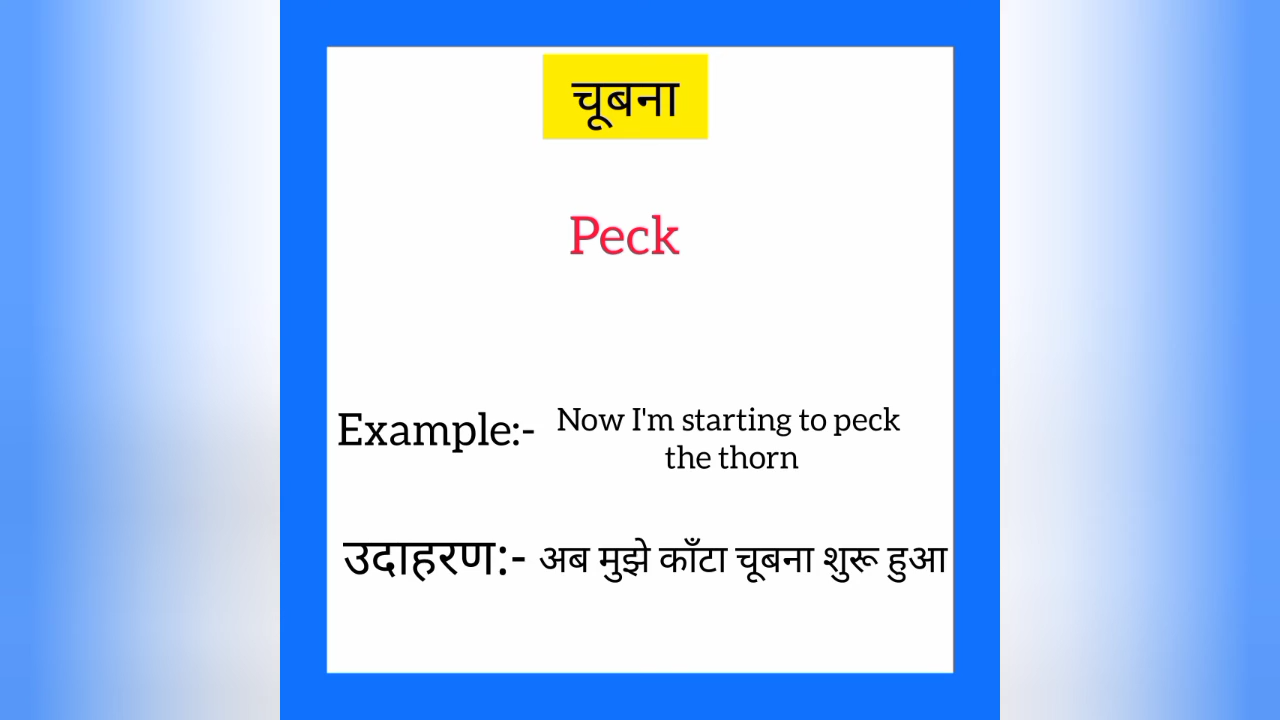 चूबना
Peck
Example:- Now I'm starting to peck
the thorn
उदाहरण:- अब मुझे काँटा चूबना शुरू हुआ